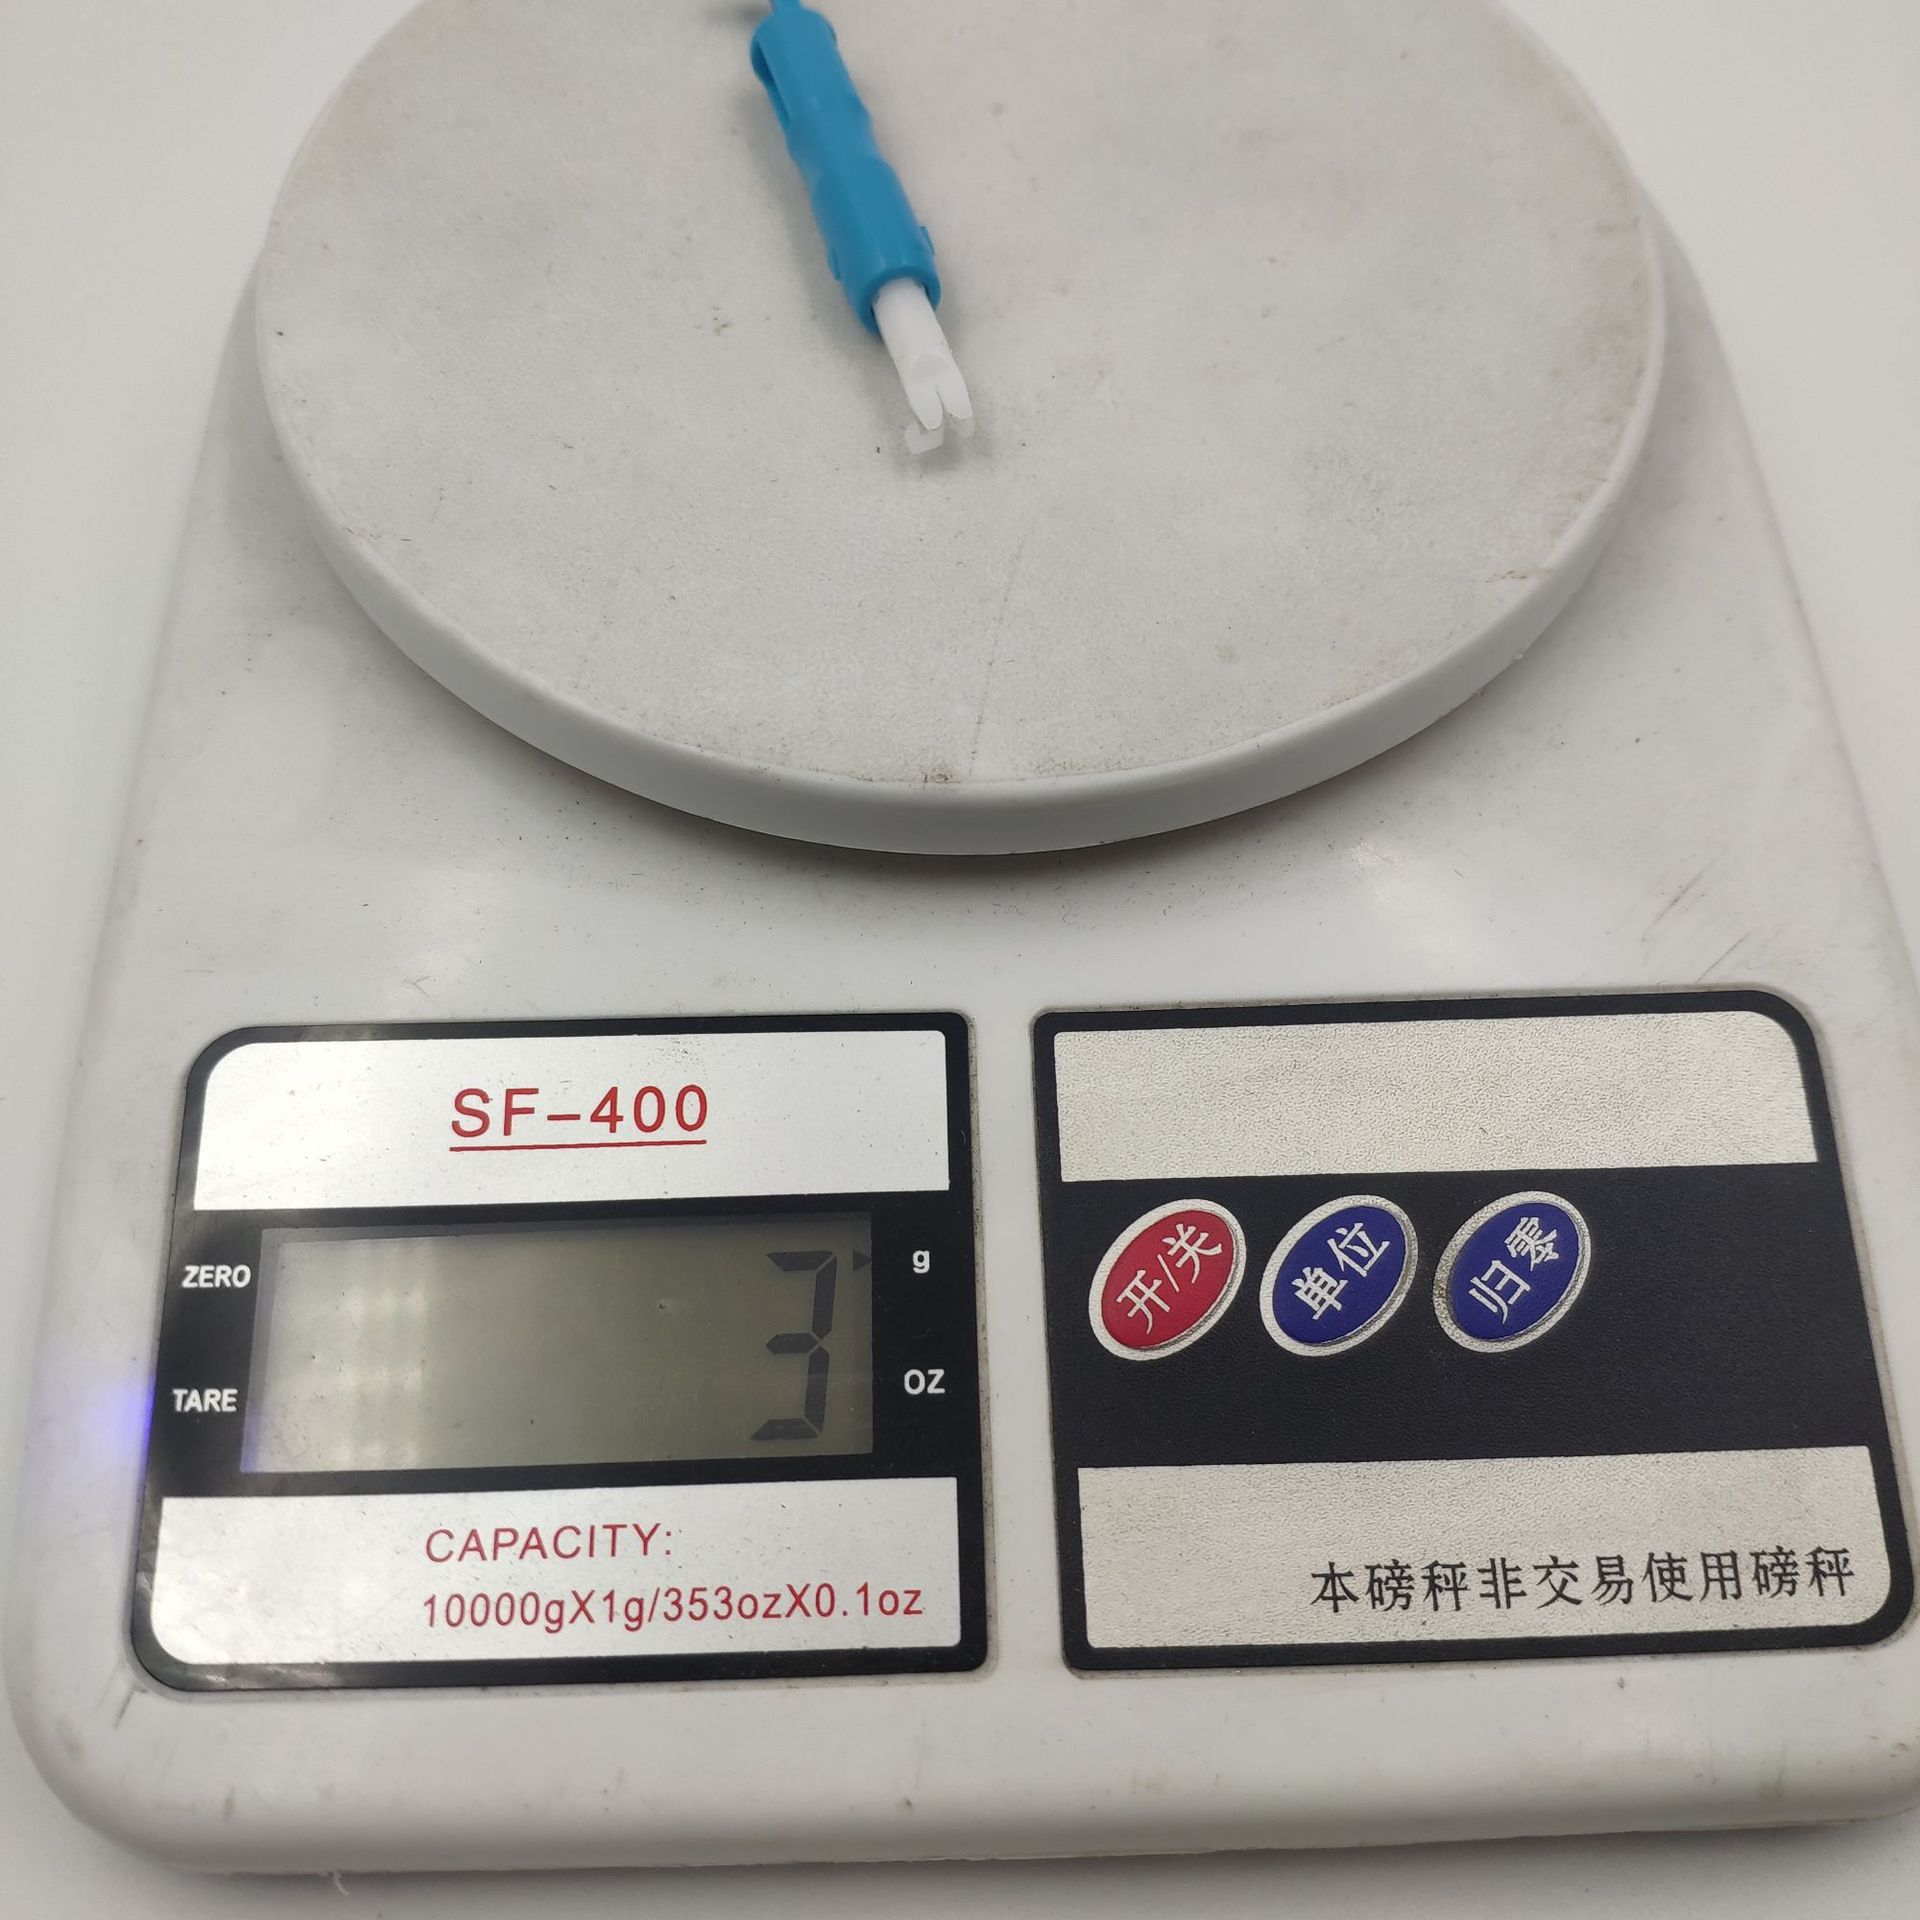 SF-400
ZERO
3
g
TARE
OZ
CAPACITY:
10000gX1g/353ozX0.1oz
开/关
单位
归零
本磅秤非交易使用磅秤